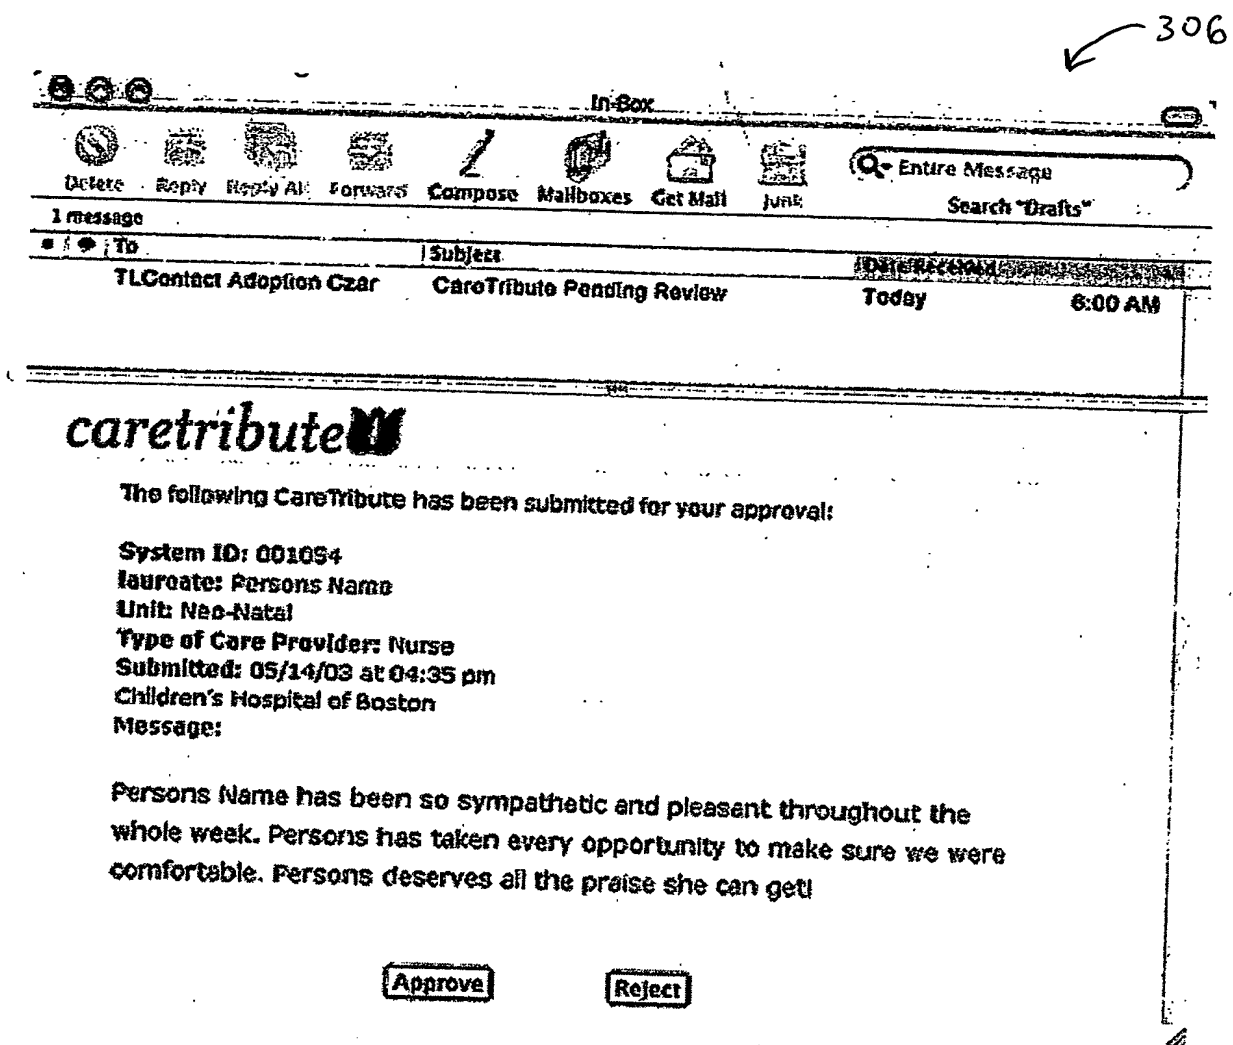 306
In-Box
Delete Reply Reply All Forward Compose Mailboxes Get Mail Junk Entire Message
Search "Drafts"
1 message
To Subject Date Received
TLContact Adoption Czar CareTribute Pending Review Today 6:00 AM
caretribute
The following CareTribute has been submitted for your approval:
System ID: 001094
laureate: Persons Name
Unit: Neo-Natal
Type of Care Provider: Nurse
Submitted: 05/14/03 at 04:35 pm
Children's Hospital of Boston
Message:
Persons Name has been so sympathetic and pleasant throughout the
whole week. Persons has taken every opportunity to make sure we were
comfortable. Persons deserves all the praise she can get!
Approve Reject